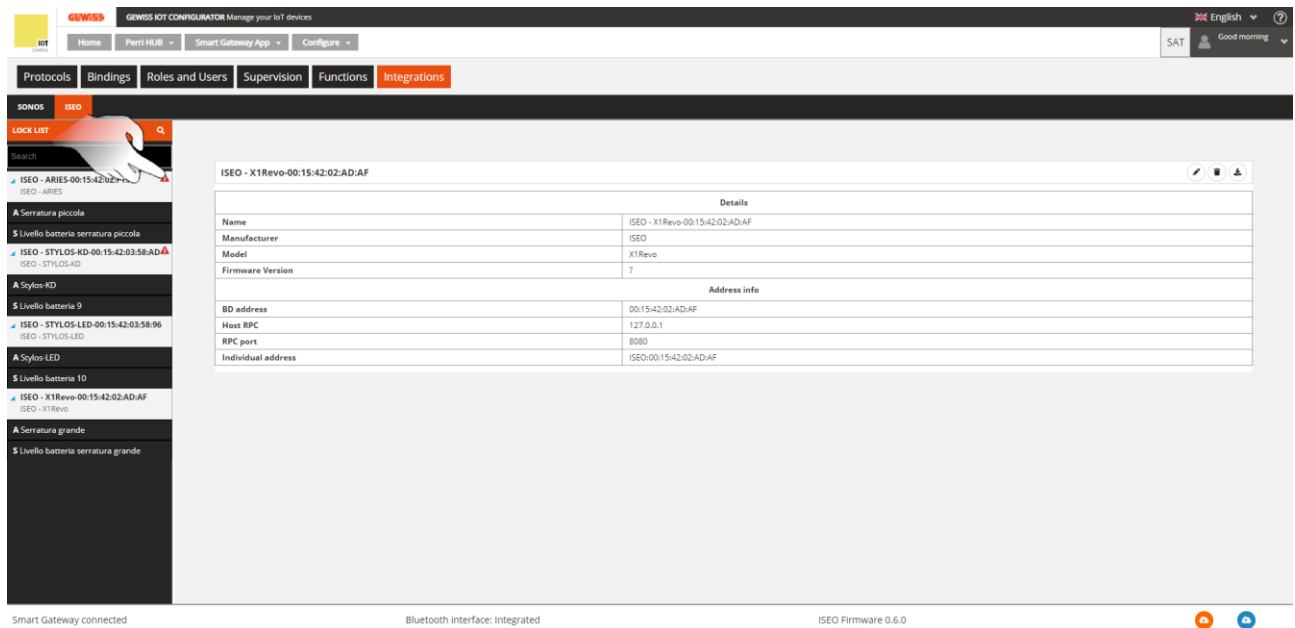 GEWISS GEWISS IOT CONFIGURATOR Manage your IoT devices English ?
IOT Home Perri HUB Smart Gateway App Configure SAT Good morning
Protocols Bindings Roles and Users Supervision Functions Integrations
SONOS ISEO
LOCK LIST
Search
ISEO - ARIES-00:15:42:02:
ISEO - ARIES
A Serratura piccola
S Livello batteria serratura piccola
ISEO - STYLOS-KD-00:15:42:03:58:AD
ISEO - STYLOS-KD
A Stylos-KD
S Livello batteria 9
ISEO - STYLOS-LED-00:15:42:03:58:96
ISEO - STYLOS-LED
A Stylos-LED
S Livello batteria 10
ISEO - X1Revo-00:15:42:02:AD:AF
ISEO - X1Revo
A Serratura grande
S Livello batteria serratura grande
ISEO - X1Revo-00:15:42:02:AD:AF
Details
Name ISEO - X1Revo-00:15:42:02:AD:AF
Manufacturer ISEO
Model X1Revo
Firmware Version ?
Address info
BD address 00:15:42:02:AD:AF
Host RPC 127.0.0.1
RPC port 8080
Individual address ISEO:00:15:42:02:AD:AF
Smart Gateway connected Bluetooth interface: Integrated ISEO Firmware 0.6.0